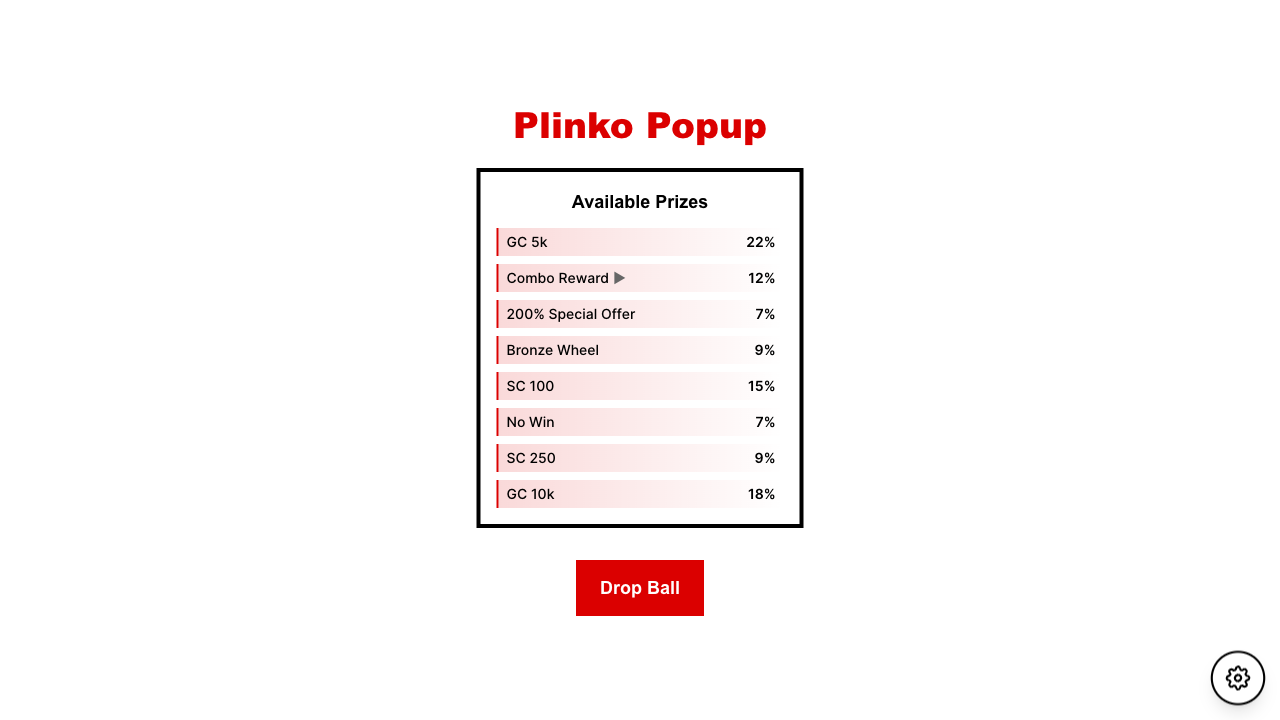 Plinko Popup
Available Prizes
GC 5k 22%
Combo Reward ▶ 12%
200% Special Offer 7%
Bronze Wheel 9%
SC 100 15%
No Win 7%
SC 250 9%
GC 10k 18%
Drop Ball